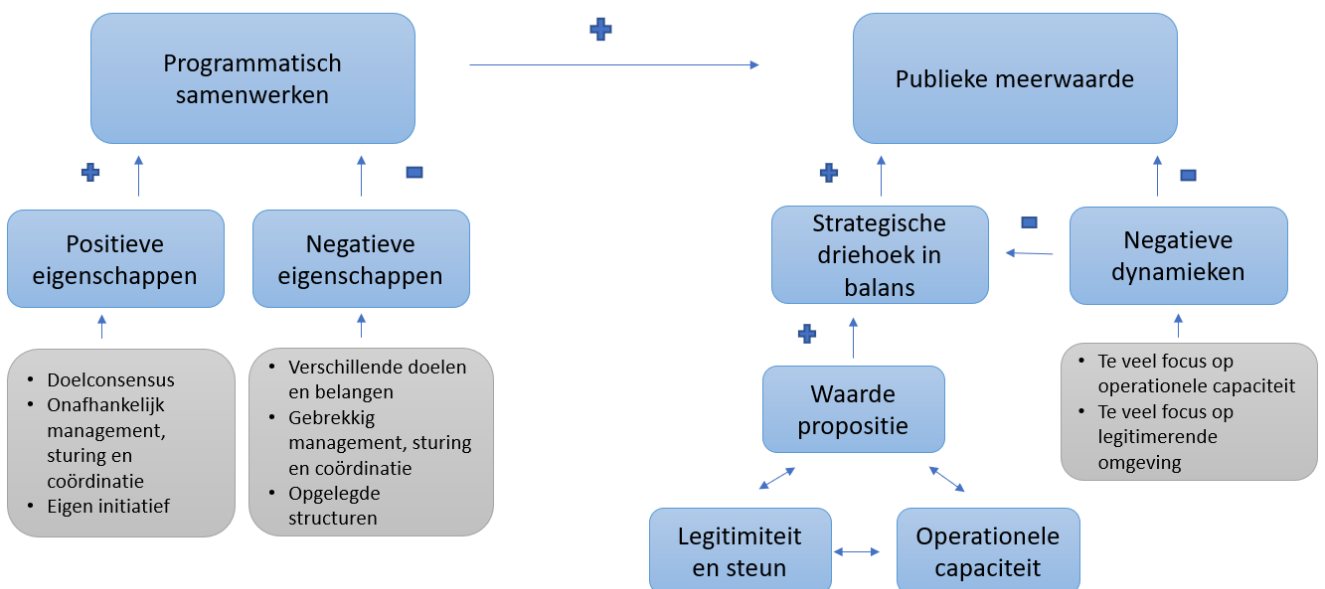 Programmatisch
samenwerken
Publieke meerwaarde
Positieve
eigenschappen
Negatieve
eigenschappen
Strategische
driehoek in
balans
Negatieve
dynamieken
• Doelconsensus
• Onafhankelijk
management,
sturing en
coördinatie
• Eigen initiatief
• Verschillende doelen
en belangen
• Gebrekkig
management, sturing
en coördinatie
• Opgelegde
structuren
• Te veel focus op
operationele capaciteit
• Te veel focus op
legitimerende
omgeving
Waarde
propositie
Legitimiteit
en steun
Operationele
capaciteit